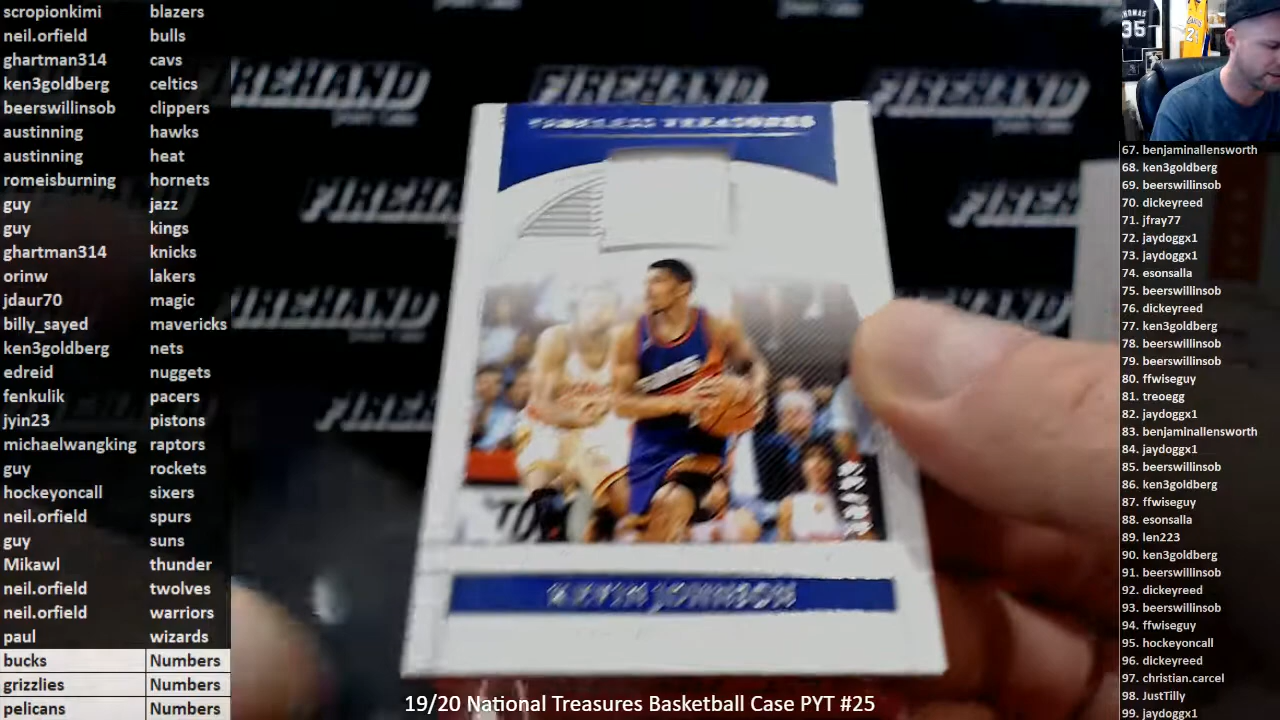 scropionkimi blazers
neil.orfield bulls
ghartman314 cavs
ken3goldberg celtics
beerswillinsob clippers
austinning hawks
austinning heat
romeisburning hornets
guy jazz
guy kings
ghartman314 knicks
orinw lakers
jdaur70 magic
billy_sayed mavericks
ken3goldberg nets
edreid nuggets
fenkulik pacers
jyin23 pistons
michaelwangking raptors
guy rockets
hockeyoncall sixers
neil.orfield spurs
guy suns
Mikawl thunder
neil.orfield twolves
neil.orfield warriors
paul wizards
bucks Numbers
grizzlies Numbers
pelicans Numbers
FIREHAND FIREHAND FIREHAND
FIREHAND
FIREHAND
FIREHAND
TIMELESS TREASURES
KEVIN JOHNSON
19/20 National Treasures Basketball Case PYT #25
THOMAS
35
67. benjaminallensworth
68. ken3goldberg
69. beerswillinsob
70. dickeyreed
71. jfray77
72. jaydoggx1
73. jaydoggx1
74. esonsalla
75. beerswillinsob
76. dickeyreed
77. ken3goldberg
78. beerswillinsob
79. beerswillinsob
80. ffwiseguy
81. treoegg
82. jaydoggx1
83. benjaminallensworth
84. jaydoggx1
85. beerswillinsob
86. ken3goldberg
87. ffwiseguy
88. esonsalla
89. len223
90. ken3goldberg
91. beerswillinsob
92. dickeyreed
93. beerswillinsob
94. ffwiseguy
95. hockeyoncall
96. dickeyreed
97. christian.carcel
98. JustTilly
99. jaydoggx1